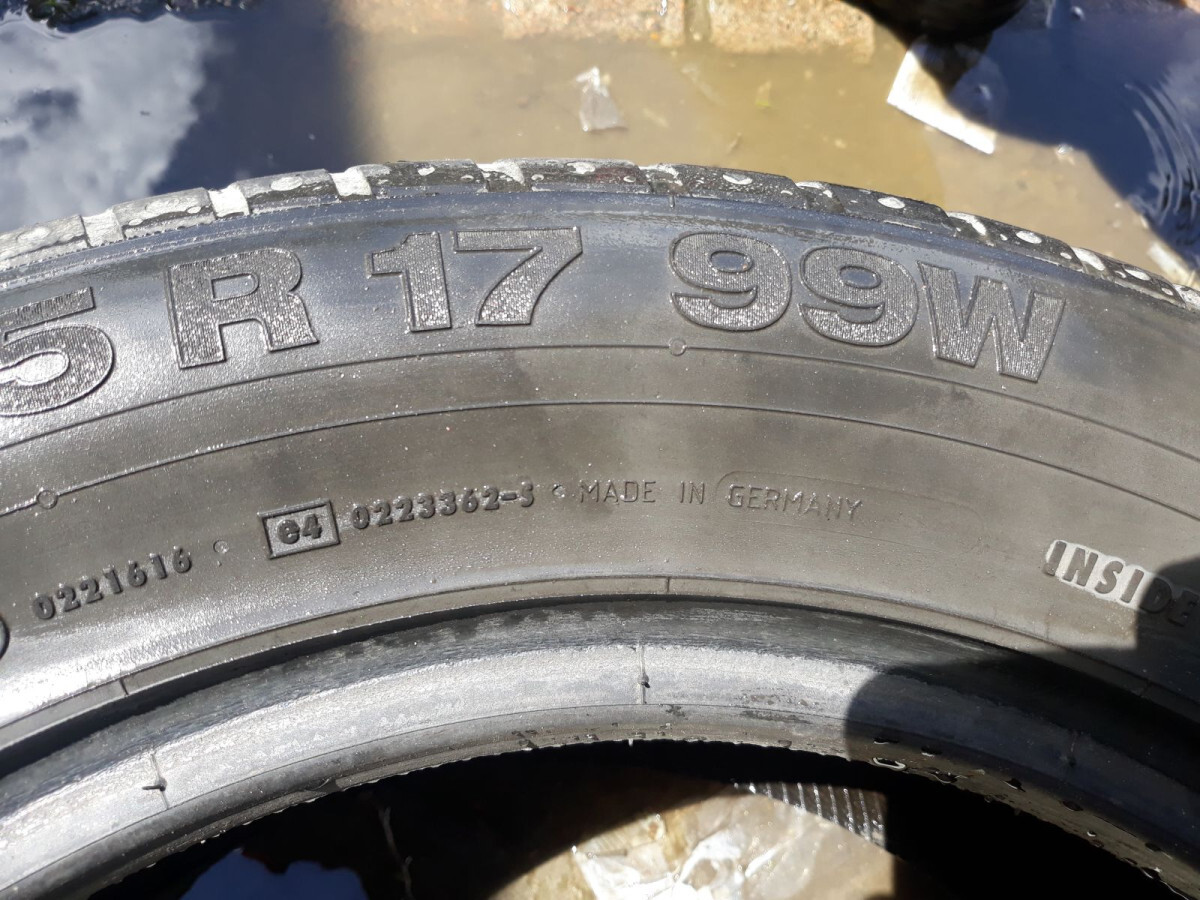 5 R 17 99W
0221616 e4 0223362-S MADE IN GERMANY
INSIDE